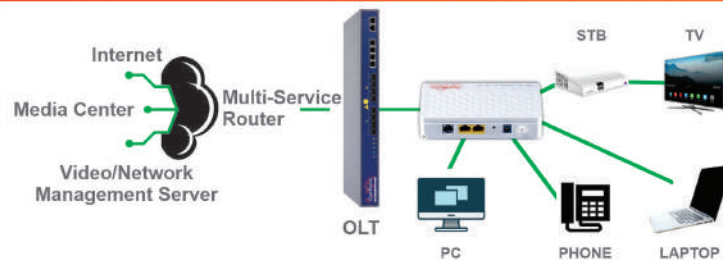 Internet
Media Center
Video/Network
Management Server
Multi-Service
Router
OLT
STB
TV
PC
PHONE
LAPTOP